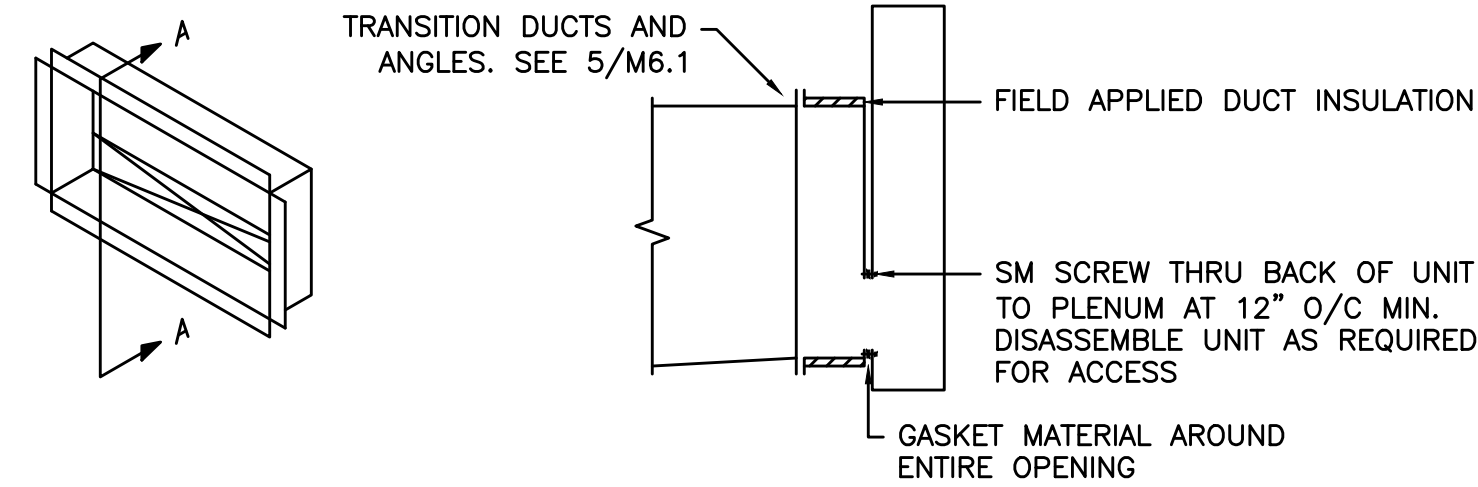 A
A
TRANSITION DUCTS AND
ANGLES. SEE 5/M6.1
FIELD APPLIED DUCT INSULATION
SM SCREW THRU BACK OF UNIT
TO PLENUM AT 12" O/C MIN.
DISASSEMBLE UNIT AS REQUIRED
FOR ACCESS
GASKET MATERIAL AROUND
ENTIRE OPENING